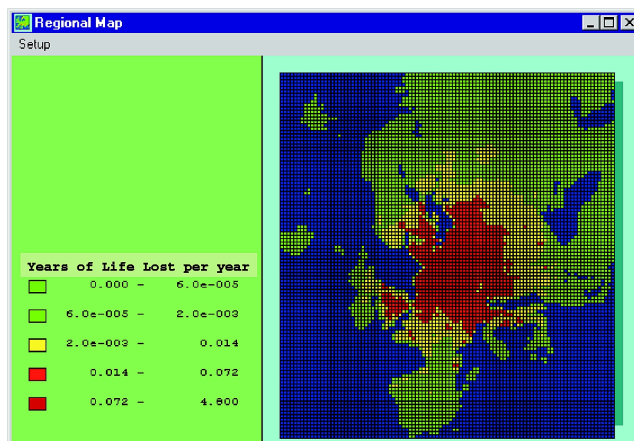 Regional Map
Setup
Years of Life Lost per year
0.000 - 6.0e-005
6.0e-005 - 2.0e-003
2.0e-003 - 0.014
0.014 - 0.072
0.072 - 4.800